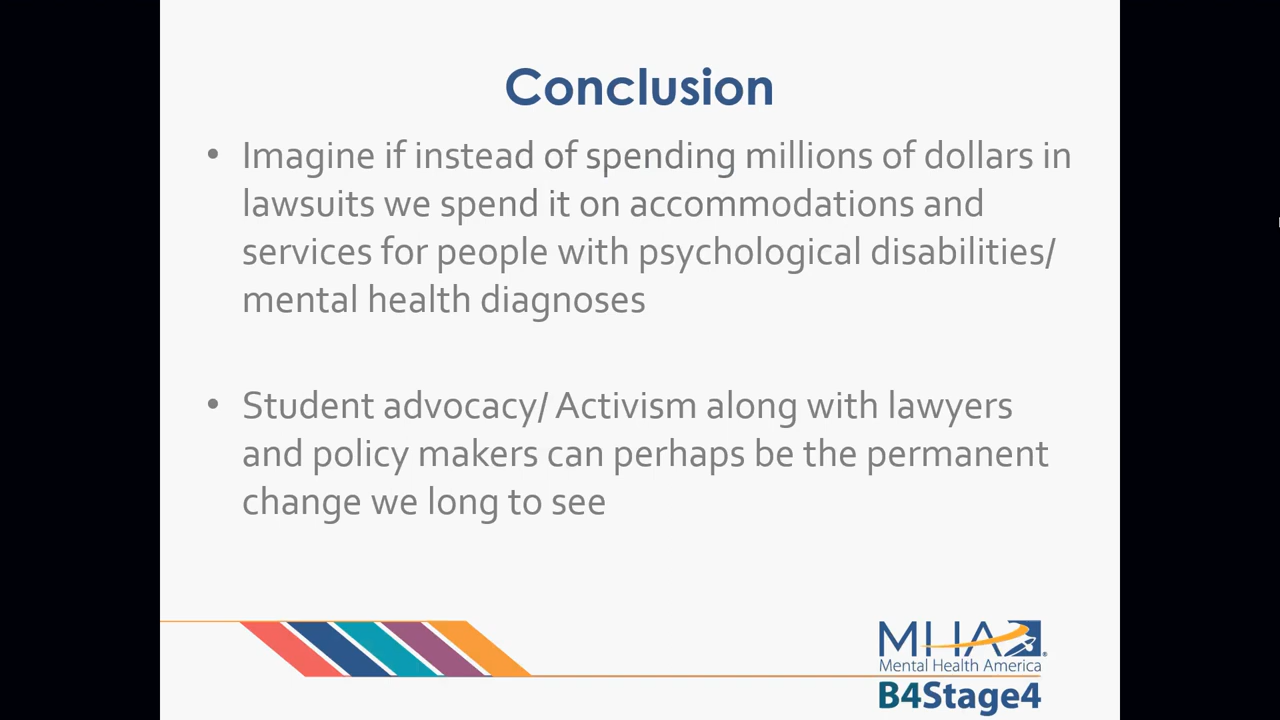 Conclusion
• Imagine if instead of spending millions of dollars in
lawsuits we spend it on accommodations and
services for people with psychological disabilities/
mental health diagnoses
• Student advocacy/ Activism along with lawyers
and policy makers can perhaps be the permanent
change we long to see
MHA®
Mental Health America
B4Stage4